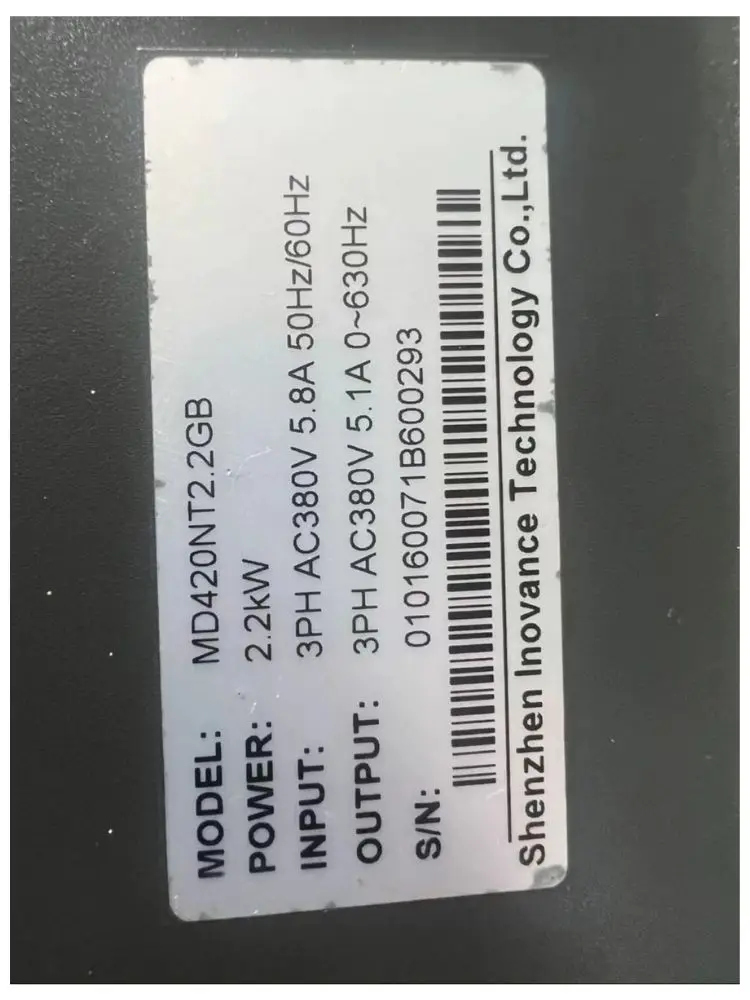 MODEL: MD420NT2.2GB
POWER: 2.2kW
INPUT: 3PH AC380V 5.8A 50Hz/60Hz
OUTPUT: 3PH AC380V 5.1A 0~630Hz
S/N: 010160071B600293
Shenzhen Inovance Technology Co.,Ltd.